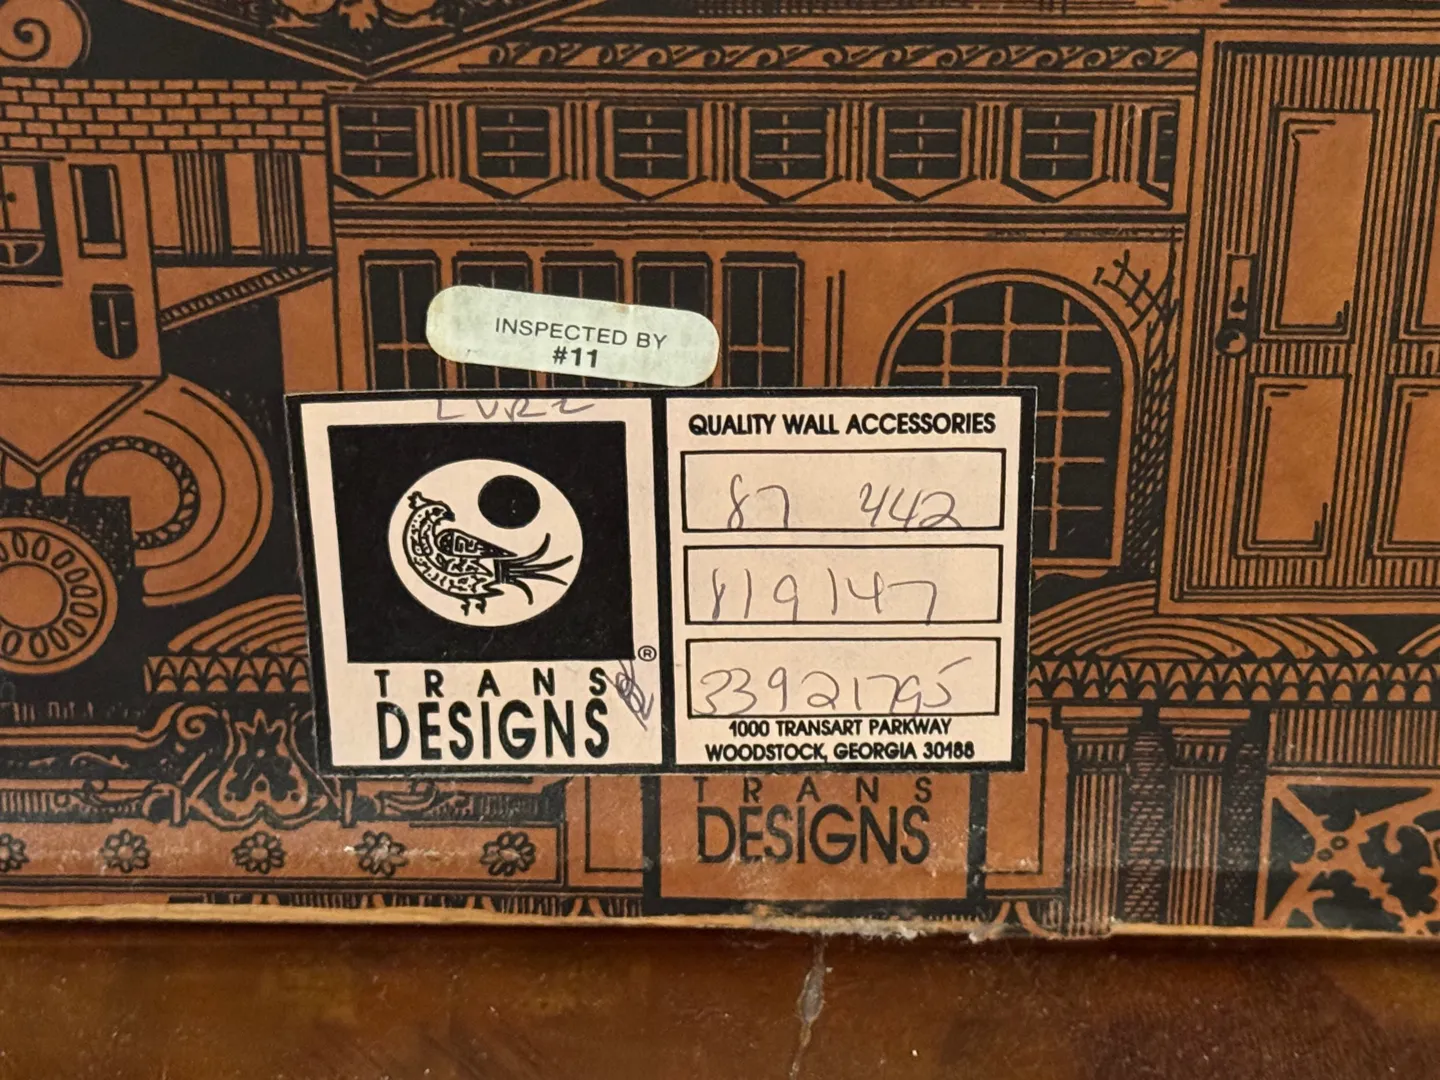 INSPECTED BY
#11
TRANS
DESIGNS
®
QUALITY WALL ACCESSORIES
87 442
819147
33921795
1000 TRANSART PARKWAY
WOODSTOCK, GEORGIA 30188
TRANS
DESIGNS